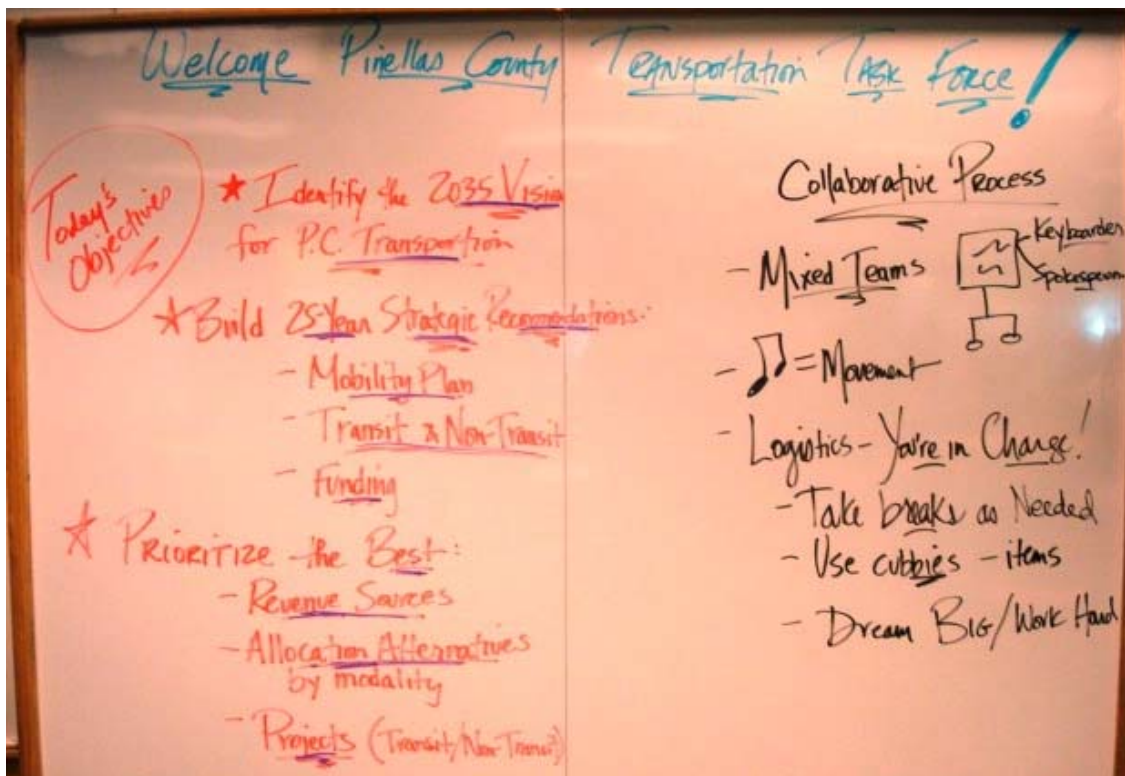 Welcome Pinellas County Transportation Task Force!
Today's
Objectives
★ Identify the 2035 Vision
for P.C. Transportion
★ Build 25-Year Strategic Recomodations:
- Mobility Plan
- Transit & Non-Transit
- Funding
★ Prioritize the Best:
- Revenue Sources
- Allocation Alternatives
by modality
- Projects (Transit/Non-Transit)
Collaborative Process
- Mixed Teams
Keyboarder
Spokesperson
- ♫ = Movement
- Logistics - You're in Charge!
- Take breaks as Needed
- Use cubbies - items
- Dream BIG/Work Hard